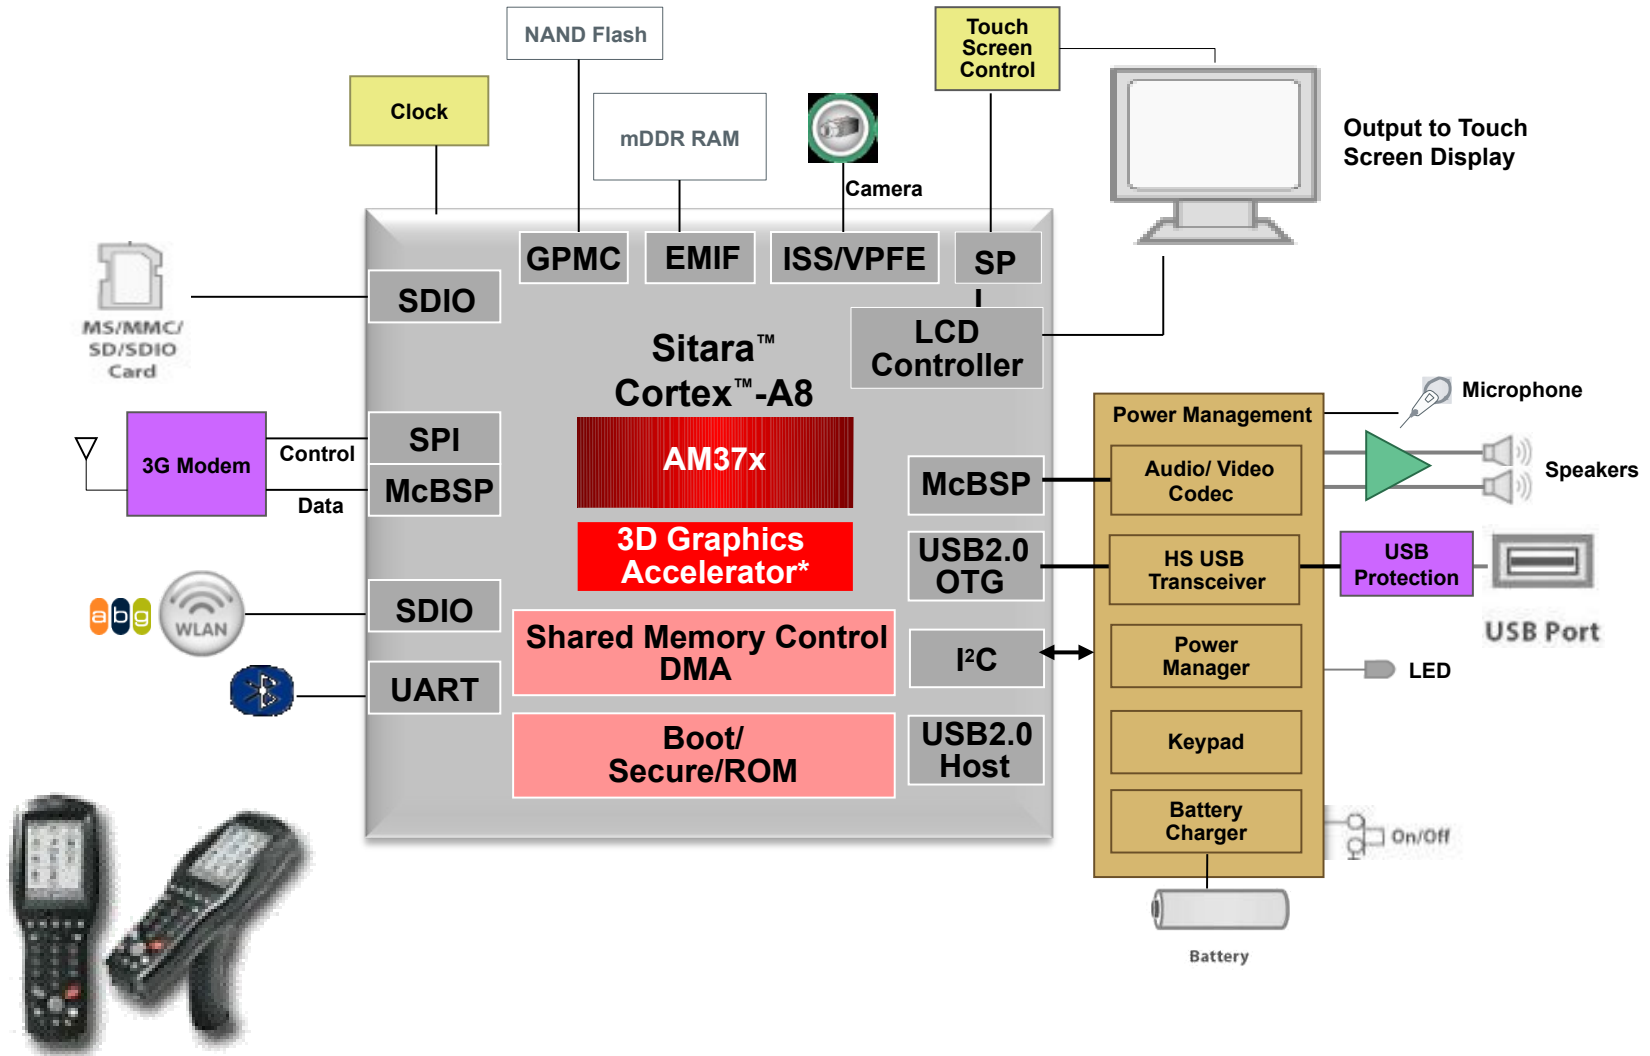 NAND Flash
Touch
Screen
Control
Clock
mDDR RAM
Output to Touch
Screen Display
Camera
GPMC
EMIF
ISS/VPFE
SP
I
SDIO
MS/MMC/
SD/SDIO
Card
LCD
Controller
Sitara™
Cortex™-A8
AM37x
3D Graphics
Accelerator*
Shared Memory Control
DMA
Boot/
Secure/ROM
3G Modem
Control
Data
SPI
McBSP
a b g
WLAN
SDIO
UART
McBSP
USB2.0
OTG
I²C
USB2.0
Host
Power Management
Audio/ Video
Codec
HS USB
Transceiver
Power
Manager
Keypad
Battery
Charger
Microphone
Speakers
USB
Protection
USB Port
LED
On/Off
Battery